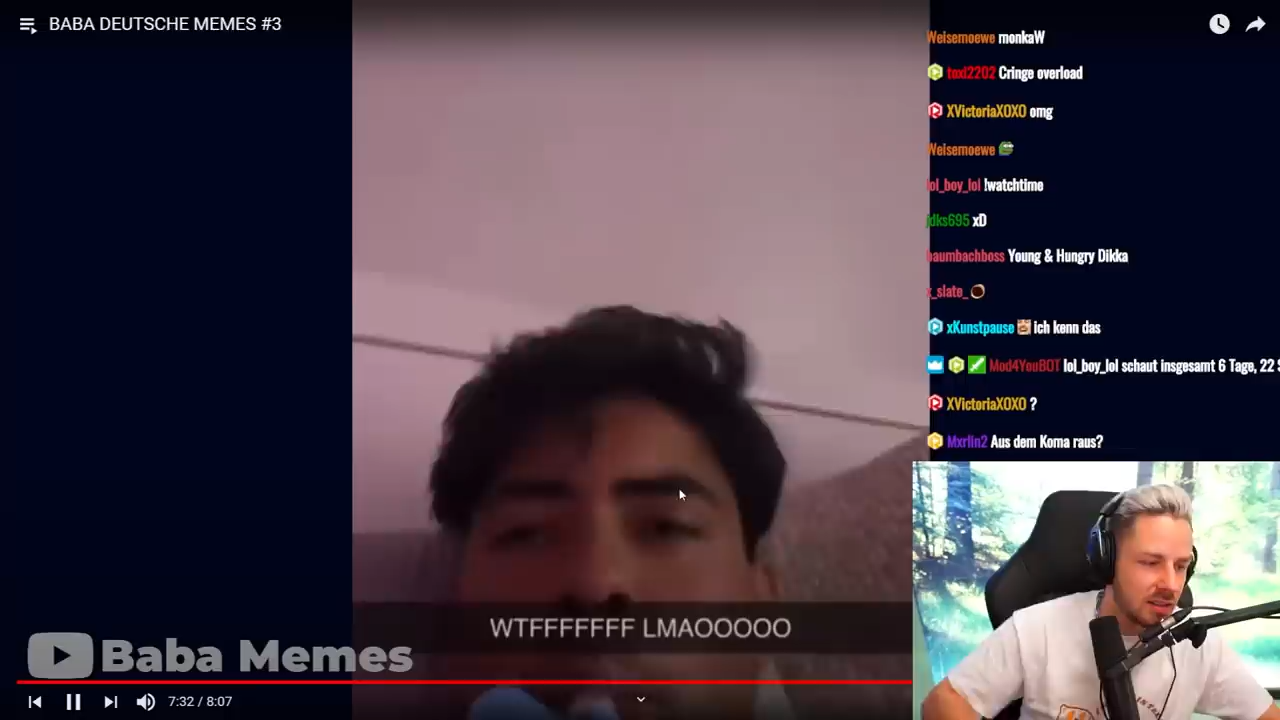 BABA DEUTSCHE MEMES #3
Weisemoewe monkaW
toxl2202 Cringe overload
XVictoriaXOXO omg
Weisemoewe
lol_boy_lol !watchtime
jdks695 xD
baumbachboss Young & Hungry Dikka
x_slate_
xKunstpause ich kenn das
Mod4YouBOT lol_boy_lol schaut insgesamt 6 Tage, 22
XVictoriaXOXO ?
Mxrlin2 Aus dem Koma raus?
WTFFFFFFF LMAOOOOO
Baba Memes
7:32 / 8:07